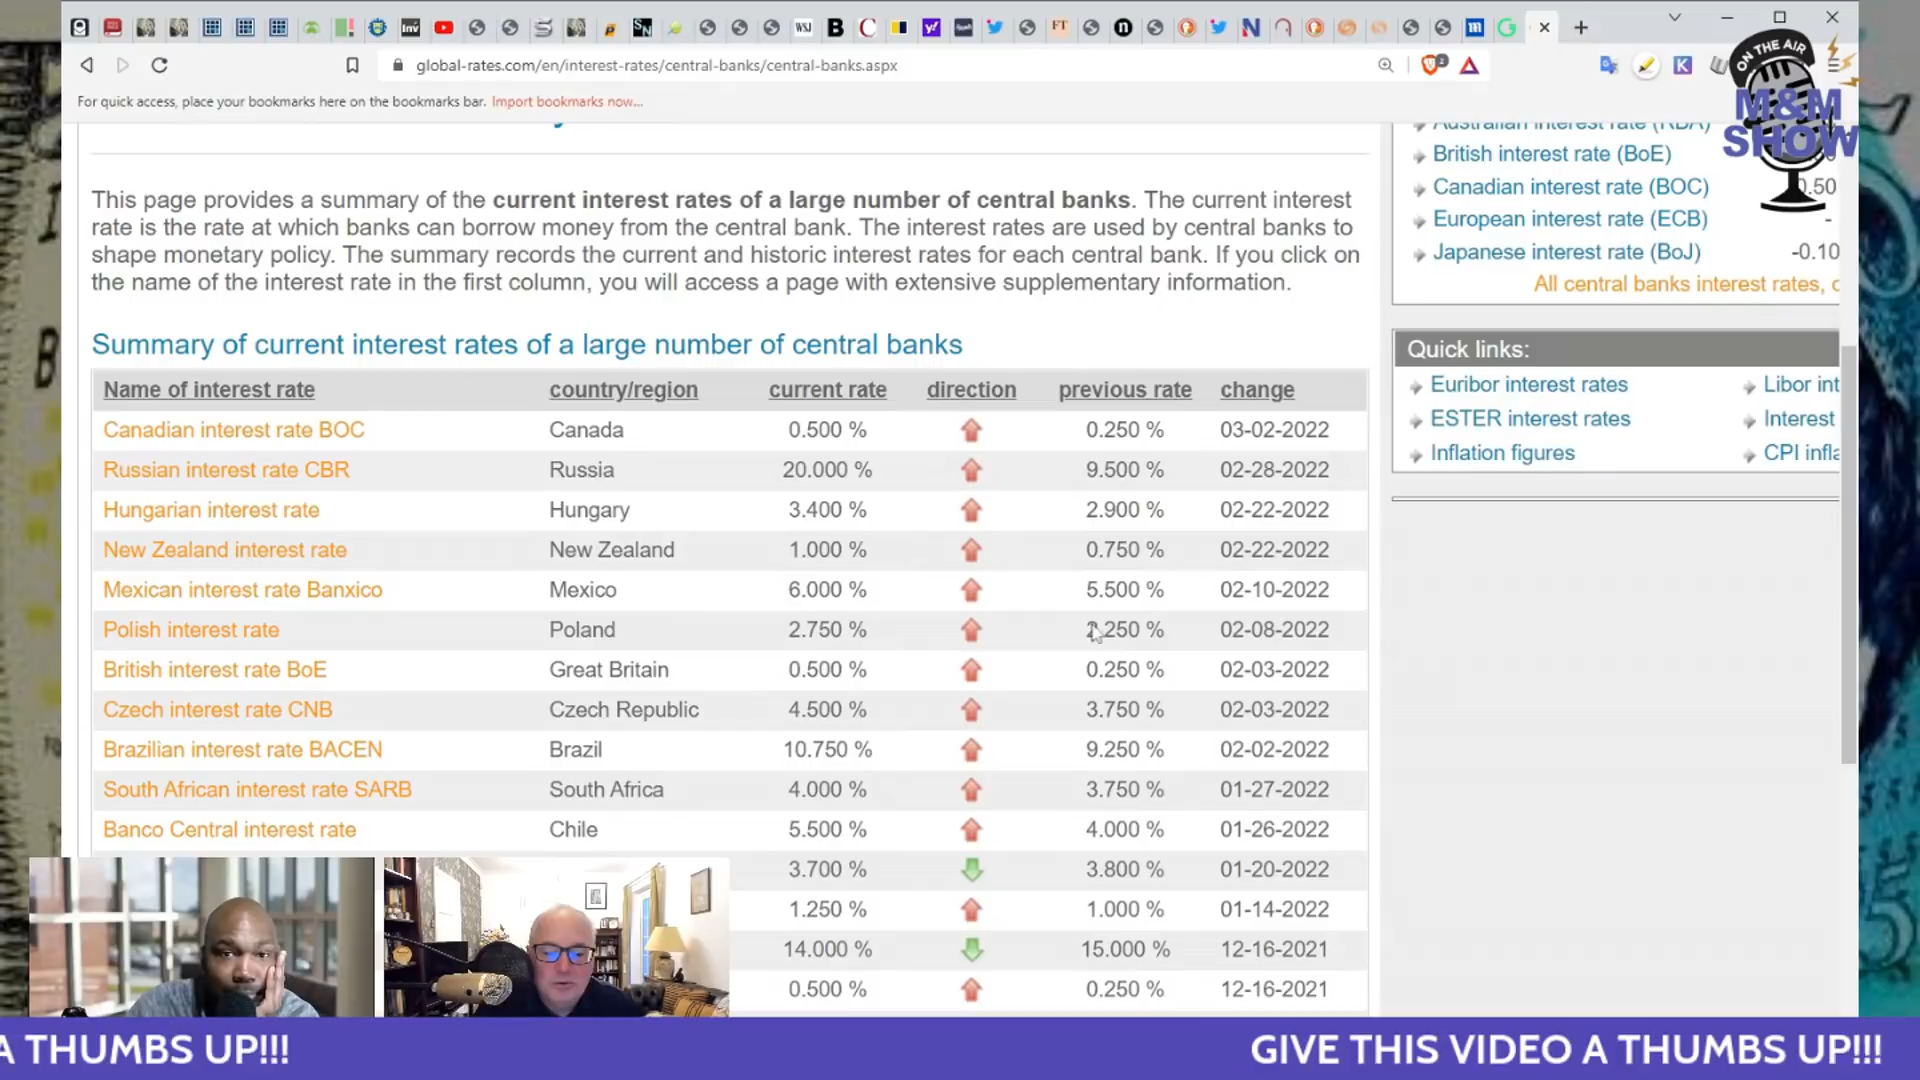 global-rates.com/en/interest-rates/central-banks/central-banks.aspx
For quick access, place your bookmarks here on the bookmarks bar. Import bookmarks now...
ON THE AIR
M&M
SHOW
This page provides a summary of the current interest rates of a large number of central banks. The current interest
rate is the rate at which banks can borrow money from the central bank. The interest rates are used by central banks to
shape monetary policy. The summary records the current and historic interest rates for each central bank. If you click on
the name of the interest rate in the first column, you will access a page with extensive supplementary information.
Summary of current interest rates of a large number of central banks
Name of interest rate country/region current rate direction previous rate change
Canadian interest rate BOC Canada 0.500 % 0.250 % 03-02-2022
Russian interest rate CBR Russia 20.000 % 9.500 % 02-28-2022
Hungarian interest rate Hungary 3.400 % 2.900 % 02-22-2022
New Zealand interest rate New Zealand 1.000 % 0.750 % 02-22-2022
Mexican interest rate Banxico Mexico 6.000 % 5.500 % 02-10-2022
Polish interest rate Poland 2.750 % 2.250 % 02-08-2022
British interest rate BoE Great Britain 0.500 % 0.250 % 02-03-2022
Czech interest rate CNB Czech Republic 4.500 % 3.750 % 02-03-2022
Brazilian interest rate BACEN Brazil 10.750 % 9.250 % 02-02-2022
South African interest rate SARB South Africa 4.000 % 3.750 % 01-27-2022
Banco Central interest rate Chile 5.500 % 4.000 % 01-26-2022
3.700 % 3.800 % 01-20-2022
1.250 % 1.000 % 01-14-2022
14.000 % 15.000 % 12-16-2021
0.500 % 0.250 % 12-16-2021
Australian interest rate (RBA)
British interest rate (BoE)
Canadian interest rate (BOC) 0.50
European interest rate (ECB) -
Japanese interest rate (BoJ) -0.10
All central banks interest rates, c
Quick links:
Euribor interest rates Libor int
ESTER interest rates Interest
Inflation figures CPI infla
A THUMBS UP!!! GIVE THIS VIDEO A THUMBS UP!!!